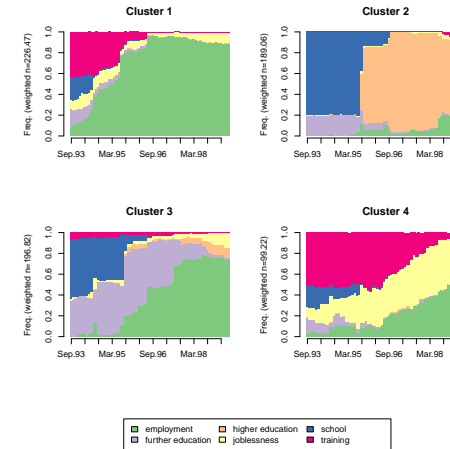 Cluster 1
Cluster 2
Freq. (weighted n=226.47)
0.0 0.2 0.4 0.6 0.8 1.0
Sep.93 Mar.95 Sep.96 Mar.98
Freq. (weighted n=189.06)
0.0 0.2 0.4 0.6 0.8 1.0
Sep.93 Mar.95 Sep.96 Mar.98
Cluster 3
Cluster 4
Freq. (weighted n=196.82)
0.0 0.2 0.4 0.6 0.8 1.0
Sep.93 Mar.95 Sep.96 Mar.98
Freq. (weighted n=99.22)
0.0 0.2 0.4 0.6 0.8 1.0
Sep.93 Mar.95 Sep.96 Mar.98
employment higher education school
further education joblessness training